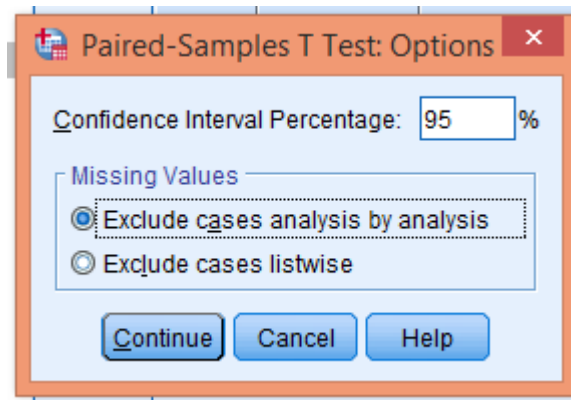 Paired-Samples T Test: Options
Confidence Interval Percentage: 95 %
Missing Values
Exclude cases analysis by analysis
Exclude cases listwise
Continue Cancel Help